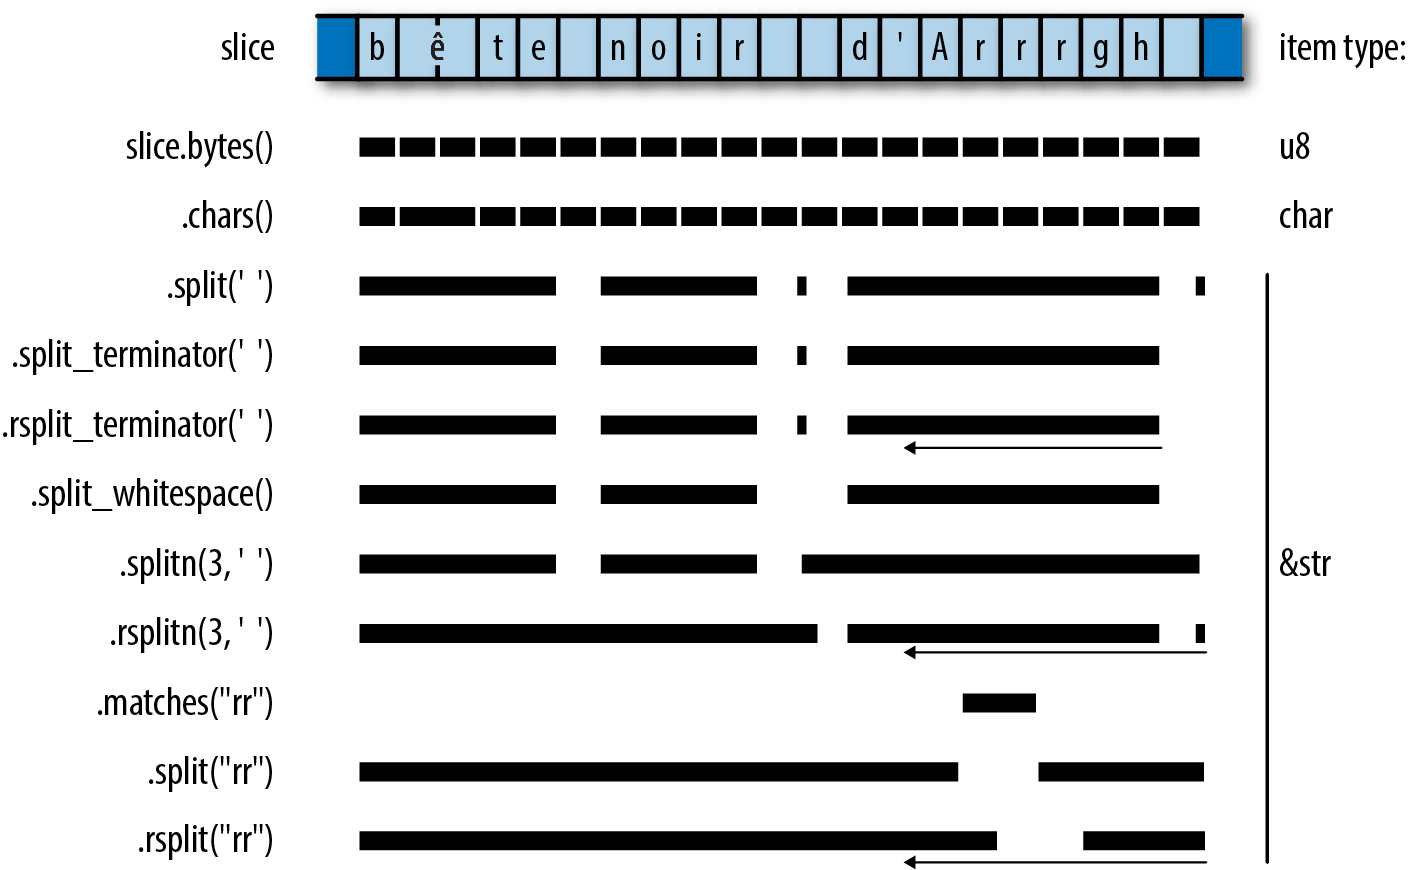 slice b ê t e n o i r d ' A r r r g h item type:
slice.bytes() u8
.chars() char
.split(' ')
.split_terminator(' ')
.rsplit_terminator(' ')
.split_whitespace()
.splitn(3, ' ') &str
.rsplitn(3, ' ')
.matches("rr")
.split("rr")
.rsplit("rr")